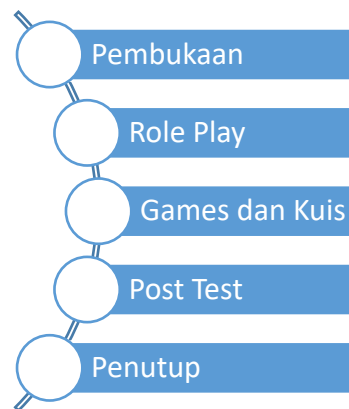 Pembukaan
Role Play
Games dan Kuis
Post Test
Penutup